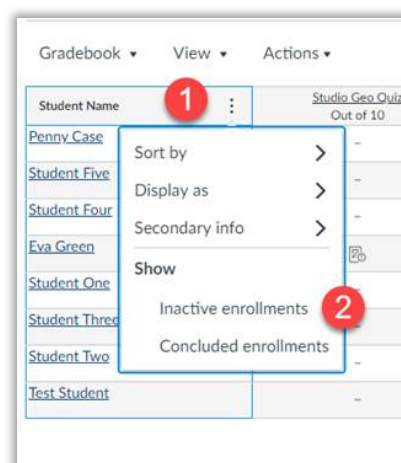 Gradebook View Actions
Student Name 1 Studio Geo Quiz
Out of 10
Penny Case -
Sort by
Student Five -
Display as
Student Four -
Secondary info
Eva Green
Show
Student One -
Inactive enrollments 2
Student Three -
Concluded enrollments
Student Two -
Test Student -